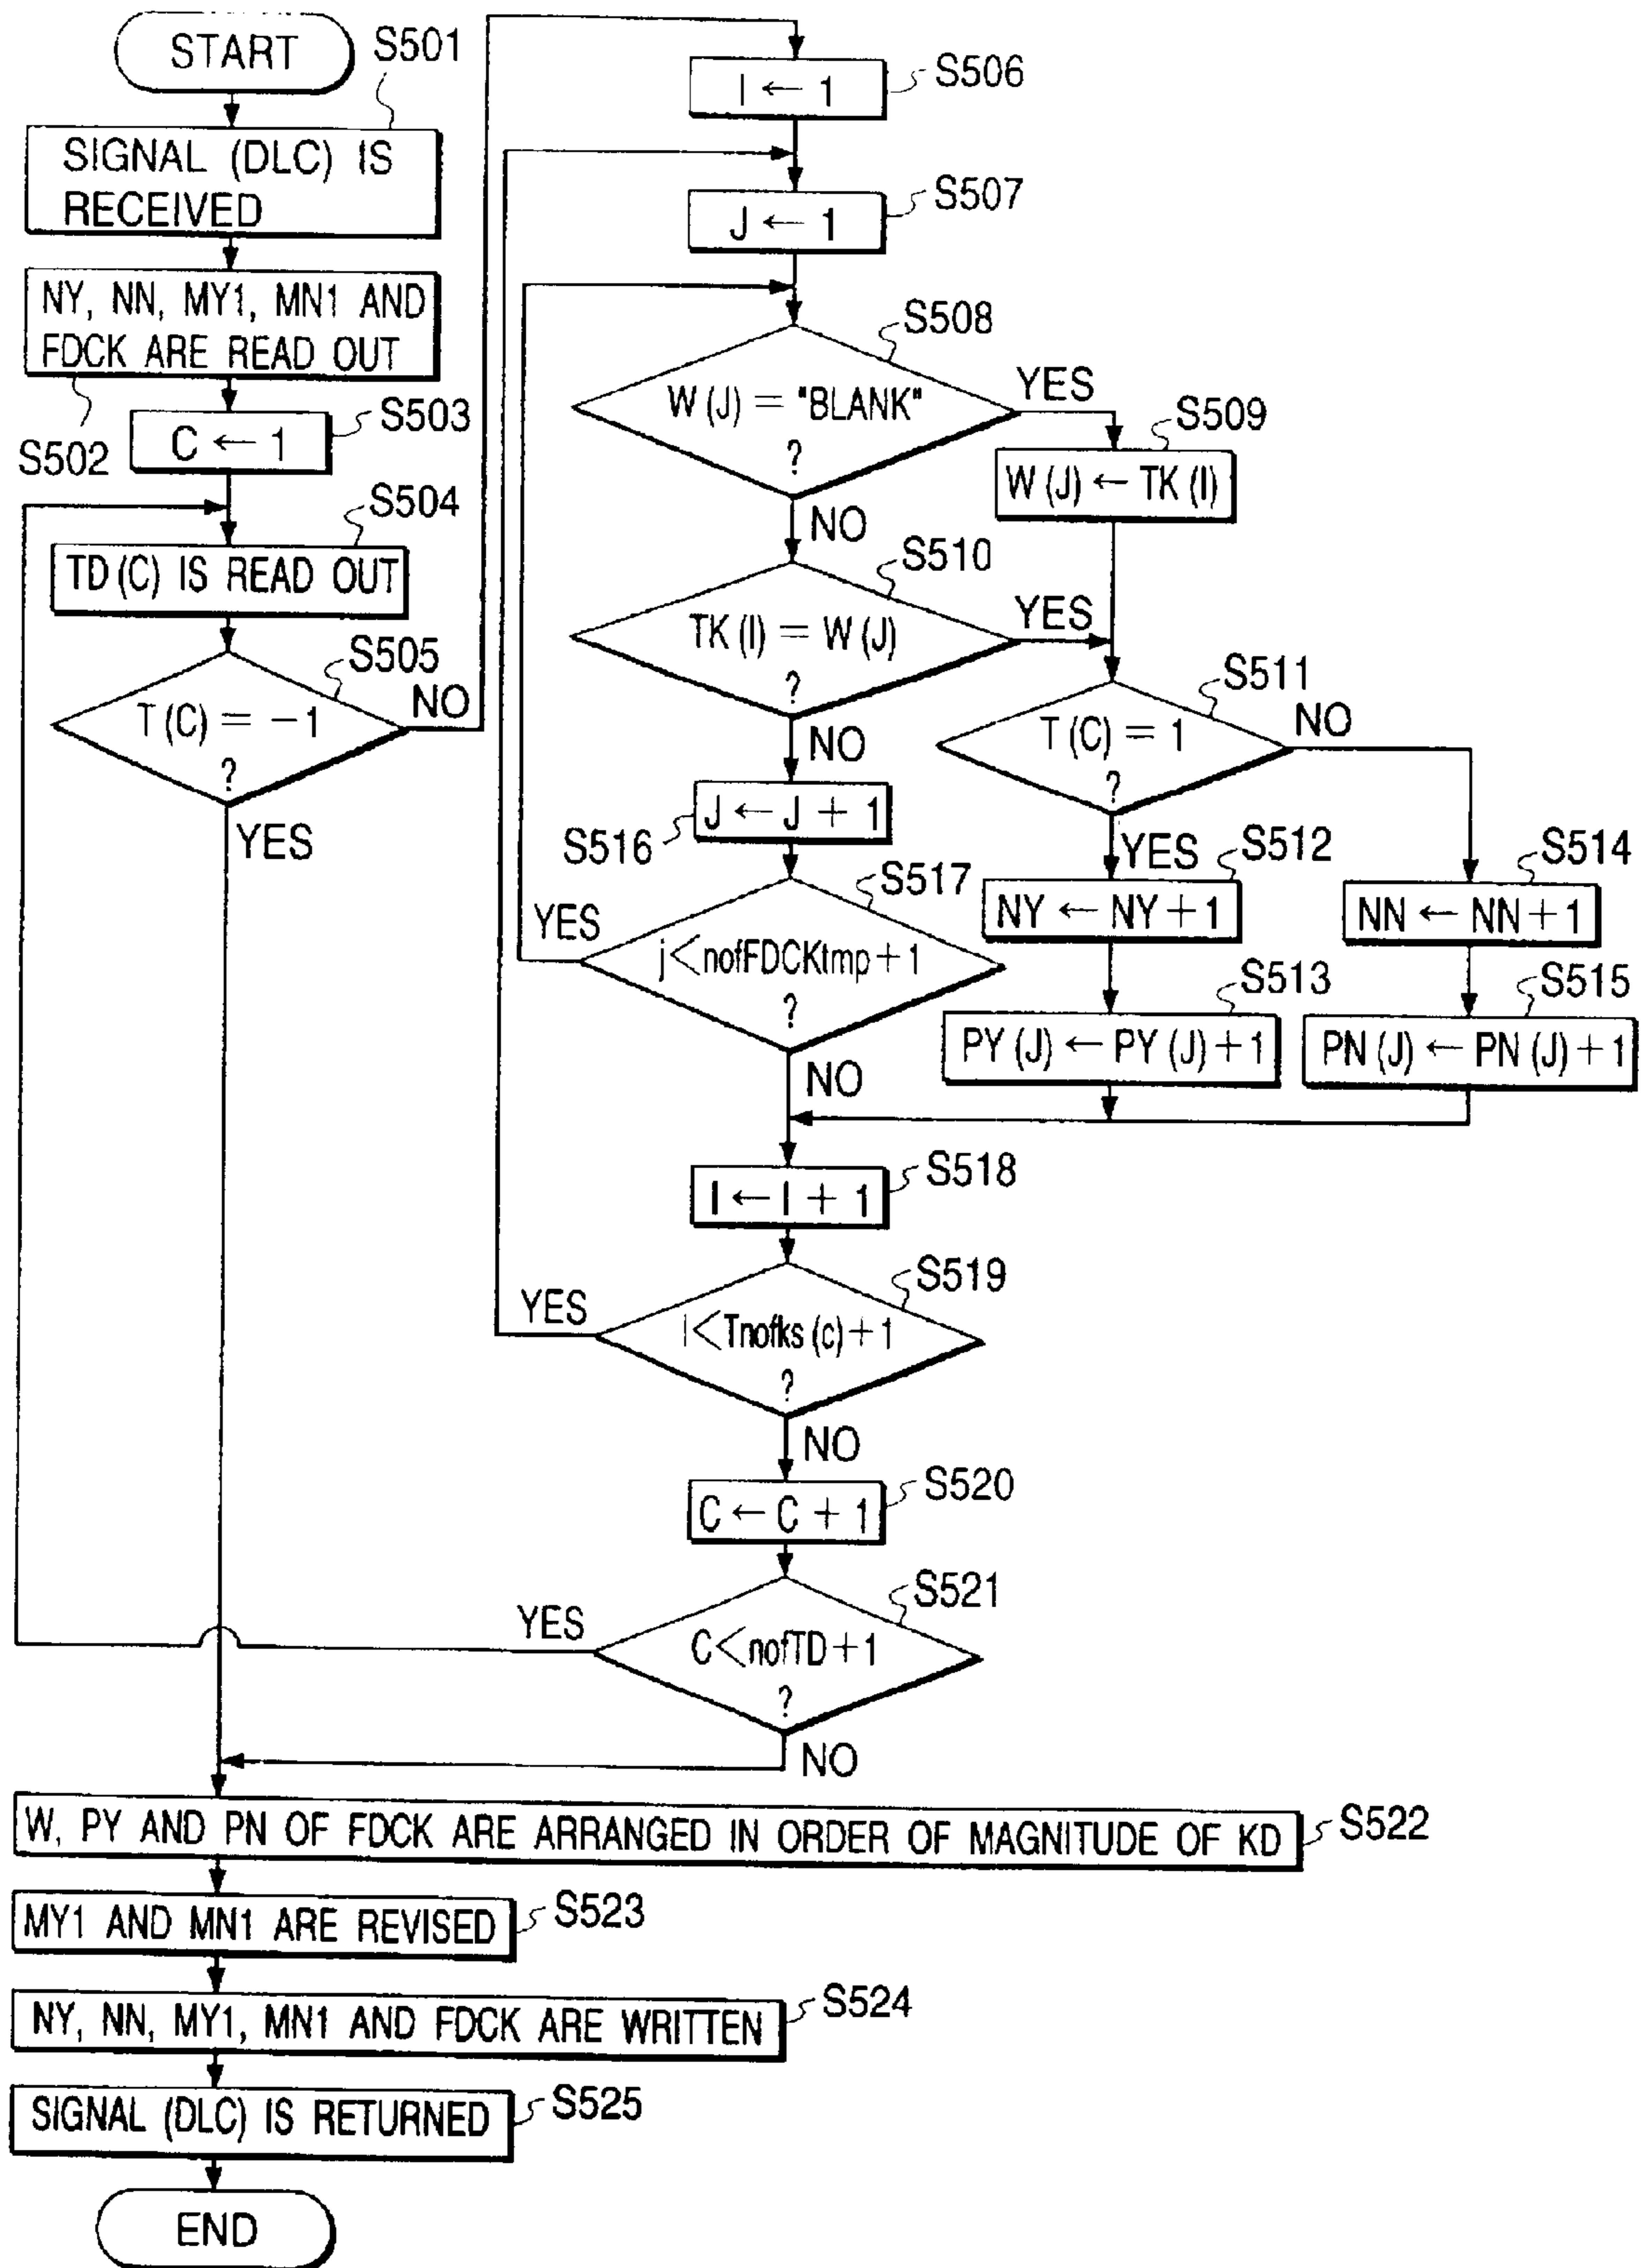 START
S501
SIGNAL (DLC) IS
RECEIVED
NY, NN, MY1, MN1 AND
FDCK ARE READ OUT
S502
C ← 1
S503
S504
TD (C) IS READ OUT
S505
T (C) = −1
?
NO
YES
I ← 1
S506
J ← 1
S507
S508
W (J) = "BLANK"
?
YES
NO
S509
W (J) ← TK (I)
S510
TK (I) = W (J)
?
YES
NO
S511
T (C) = 1
?
NO
YES
S512
NY ← NY + 1
S513
PY (J) ← PY (J) + 1
S514
NN ← NN + 1
S515
PN (J) ← PN (J) + 1
J ← J + 1
S516
S517
j < nofFDCKtmp + 1
?
YES
NO
I ← I + 1
S518
S519
I < Tnofks (c) + 1
?
YES
NO
C ← C + 1
S520
S521
C < nofTD + 1
?
YES
NO
W, PY AND PN OF FDCK ARE ARRANGED IN ORDER OF MAGNITUDE OF KD
S522
MY1 AND MN1 ARE REVISED
S523
NY, NN, MY1, MN1 AND FDCK ARE WRITTEN
S524
SIGNAL (DLC) IS RETURNED
S525
END